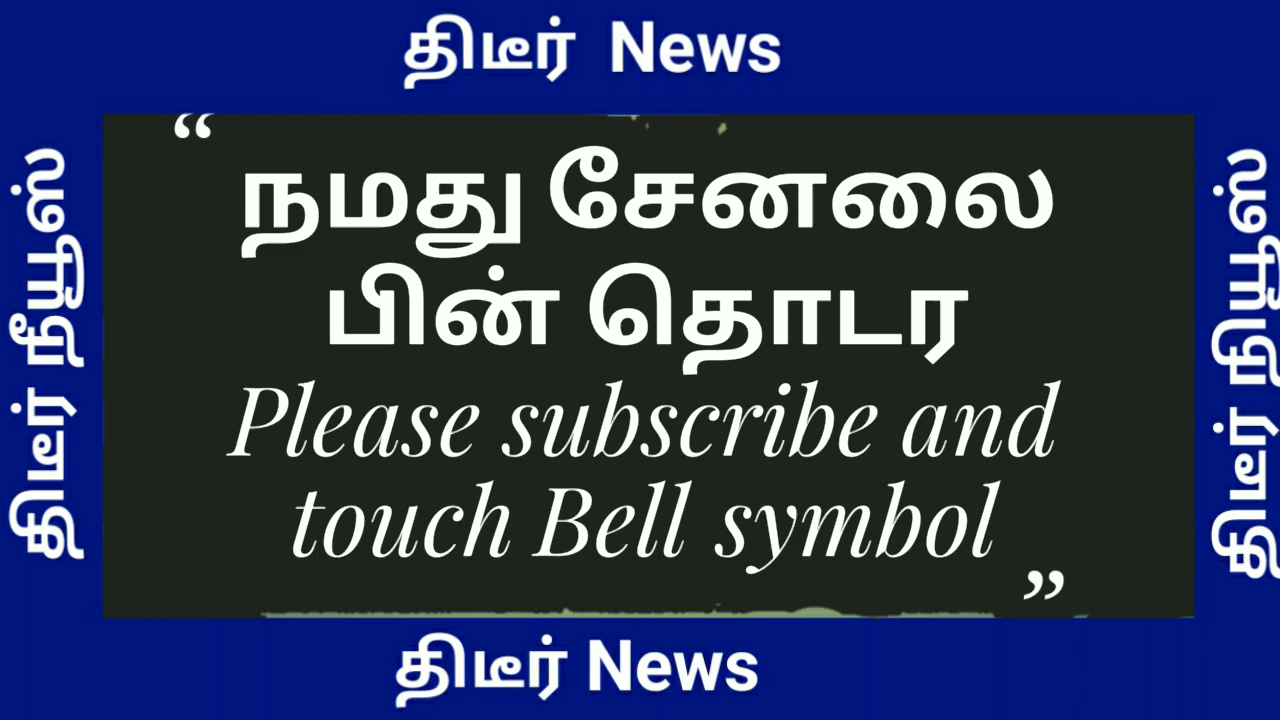 திடீர் News
“
நமது சேனலை
பின் தொடர
Please subscribe and
touch Bell symbol
”
திடீர் நீயூஸ்
திடீர் நியூஸ்
திடீர் News